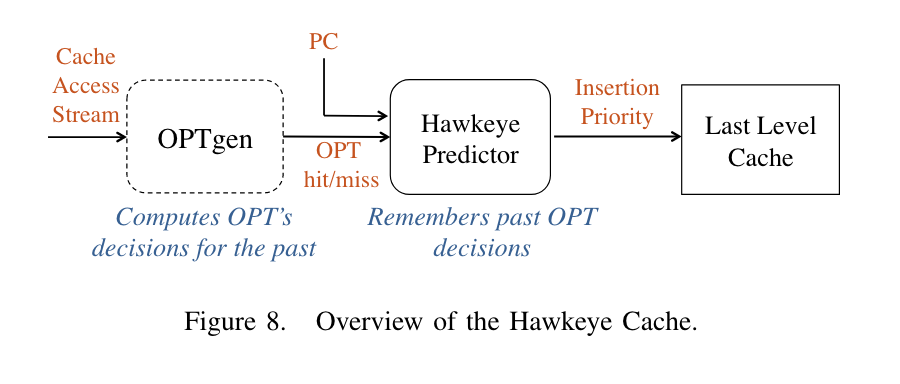 Cache
Access
Stream
OPTgen
Computes OPT's
decisions for the past
PC
OPT
hit/miss
Hawkeye
Predictor
Remembers past OPT
decisions
Insertion
Priority
Last Level
Cache
Figure 8. Overview of the Hawkeye Cache.